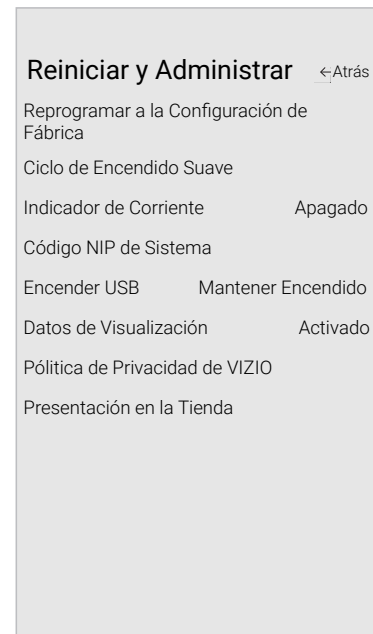 Reiniciar y Administrar ←Atrás
Reprogramar a la Configuración de
Fábrica
Ciclo de Encendido Suave
Indicador de Corriente Apagado
Código NIP de Sistema
Encender USB Mantener Encendido
Datos de Visualización Activado
Pólitica de Privacidad de VIZIO
Presentación en la Tienda